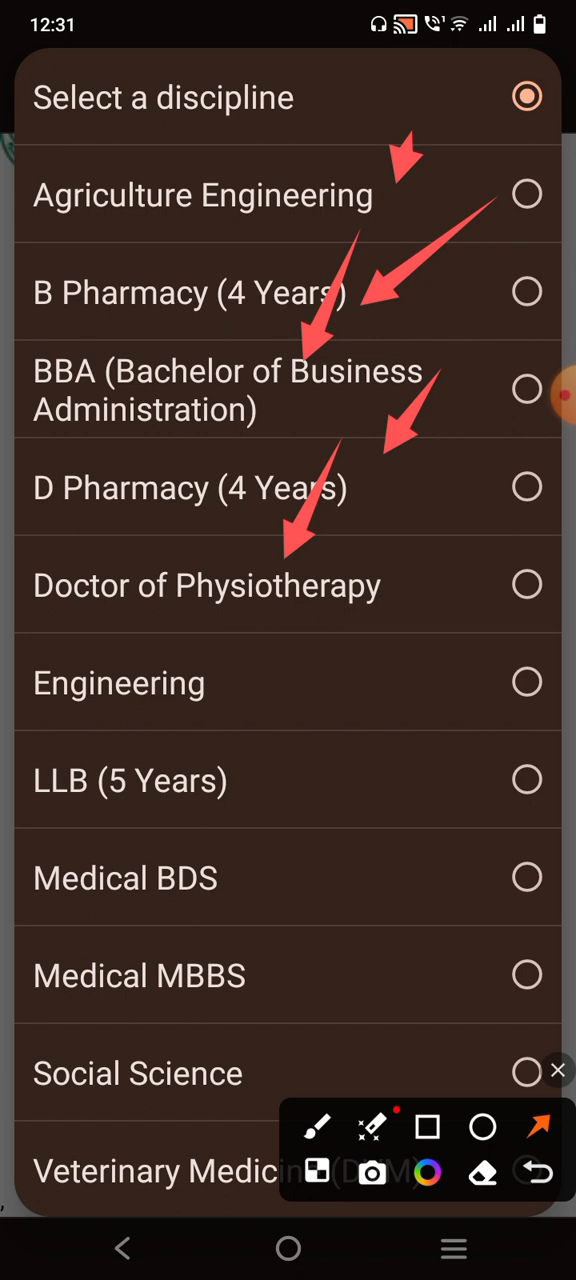 12:31
Select a discipline
Agriculture Engineering
B Pharmacy (4 Years)
BBA (Bachelor of Business
Administration)
D Pharmacy (4 Years)
Doctor of Physiotherapy
Engineering
LLB (5 Years)
Medical BDS
Medical MBBS
Social Science
Veterinary